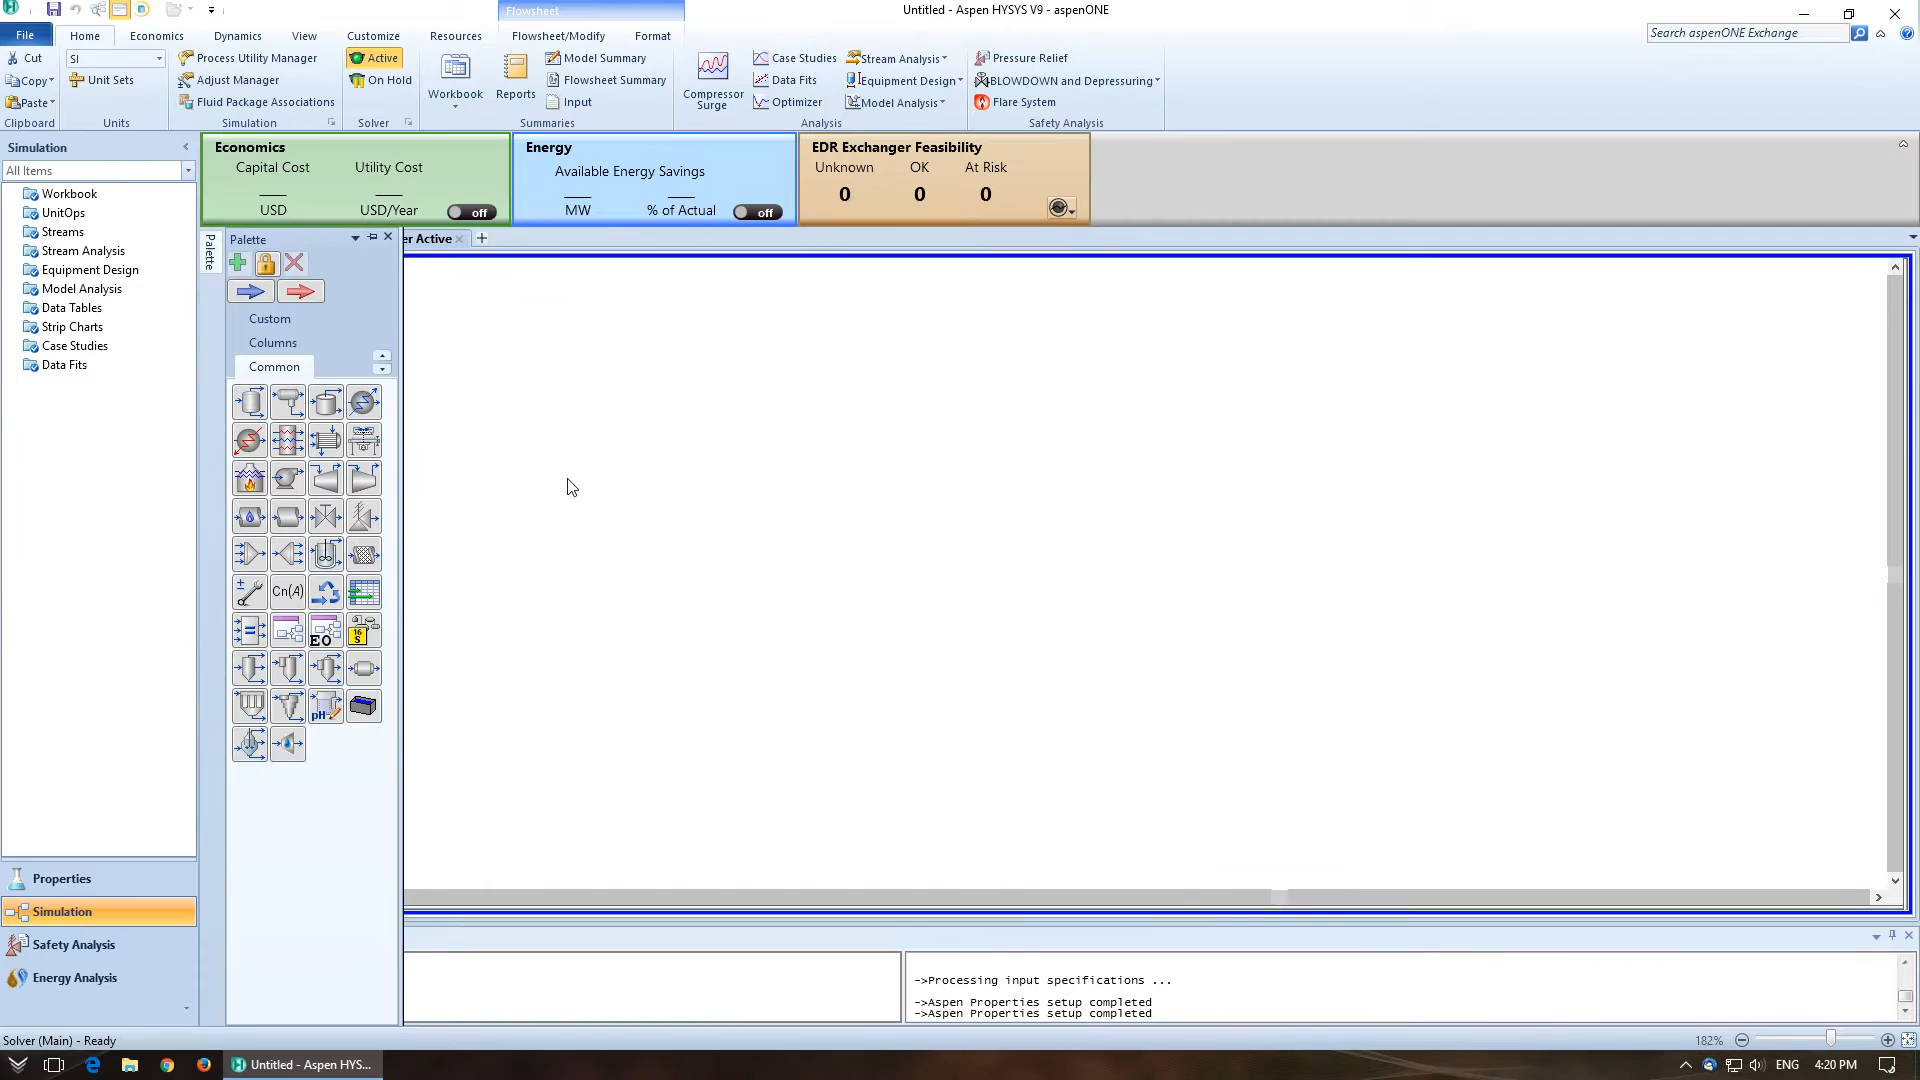 Flowsheet
Untitled - Aspen HYSYS V9 - aspenONE
File
Home
Economics
Dynamics
View
Customize
Resources
Flowsheet/Modify
Format
Search aspenONE Exchange
Cut
Copy
Paste
Clipboard
SI
Unit Sets
Units
Process Utility Manager
Adjust Manager
Fluid Package Associations
Simulation
Active
On Hold
Solver
Workbook
Reports
Model Summary
Flowsheet Summary
Input
Summaries
Compressor
Surge
Case Studies
Data Fits
Optimizer
Stream Analysis
Equipment Design
Model Analysis
Analysis
Pressure Relief
BLOWDOWN and Depressuring
Flare System
Safety Analysis
Simulation
All Items
Workbook
UnitOps
Streams
Stream Analysis
Equipment Design
Model Analysis
Data Tables
Strip Charts
Case Studies
Data Fits
Properties
Simulation
Safety Analysis
Energy Analysis
Economics
Capital Cost Utility Cost
USD USD/Year off
Energy
Available Energy Savings
MW % of Actual off
EDR Exchanger Feasibility
Unknown OK At Risk
0 0 0
Palette
Palette
er Active
Custom
Columns
Common
Cn(A)
EO
16
S
pH
->Processing input specifications ...
->Aspen Properties setup completed
->Aspen Properties setup completed
Solver (Main) - Ready
182%
Untitled - Aspen HYS...
ENG
4:20 PM